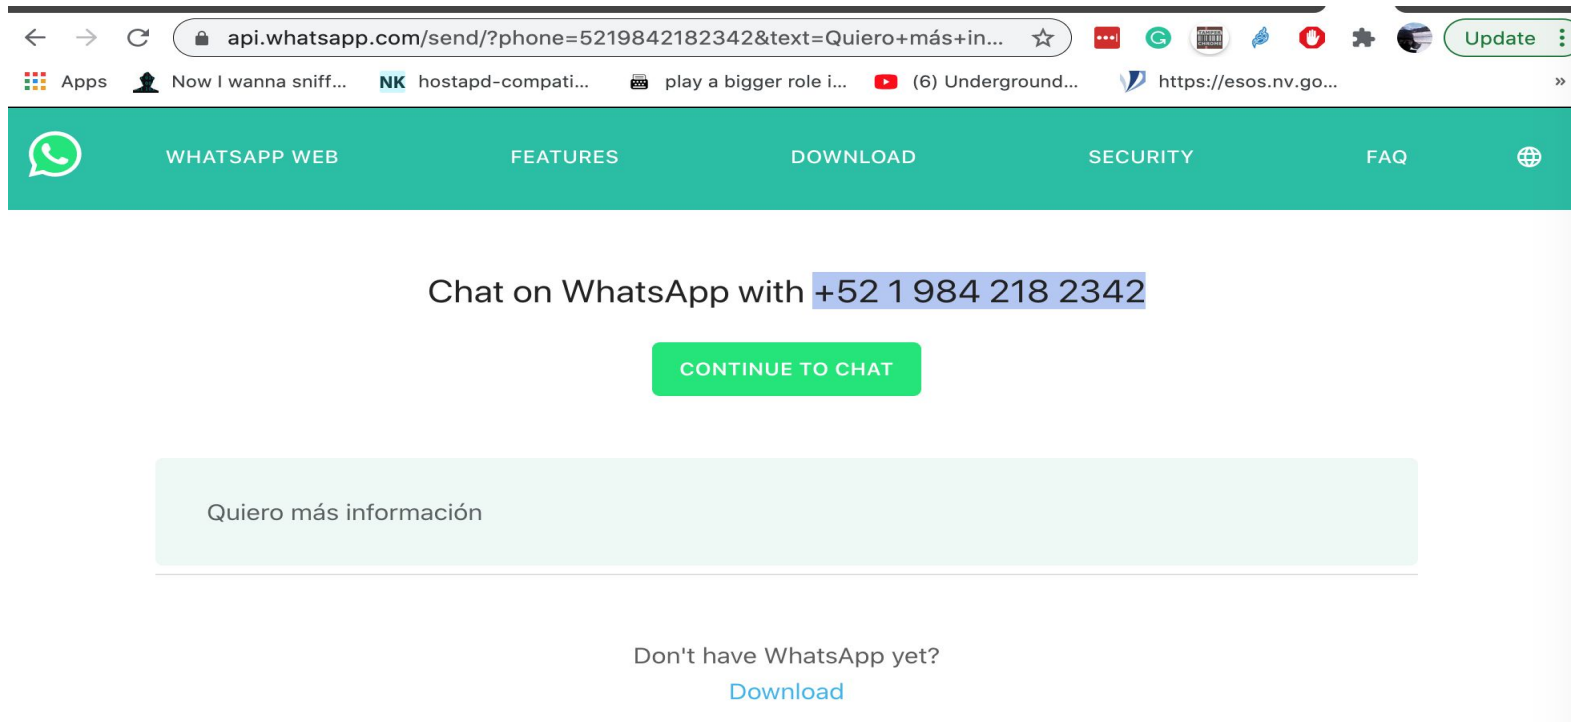 api.whatsapp.com/send/?phone=5219842182342&text=Quiero+más+in... Update
Apps Now I wanna sniff... NK hostapd-compati... play a bigger role i... (6) Underground... https://esos.nv.go... »
WHATSAPP WEB FEATURES DOWNLOAD SECURITY FAQ
Chat on WhatsApp with +52 1 984 218 2342
CONTINUE TO CHAT
Quiero más información
Don't have WhatsApp yet?
Download